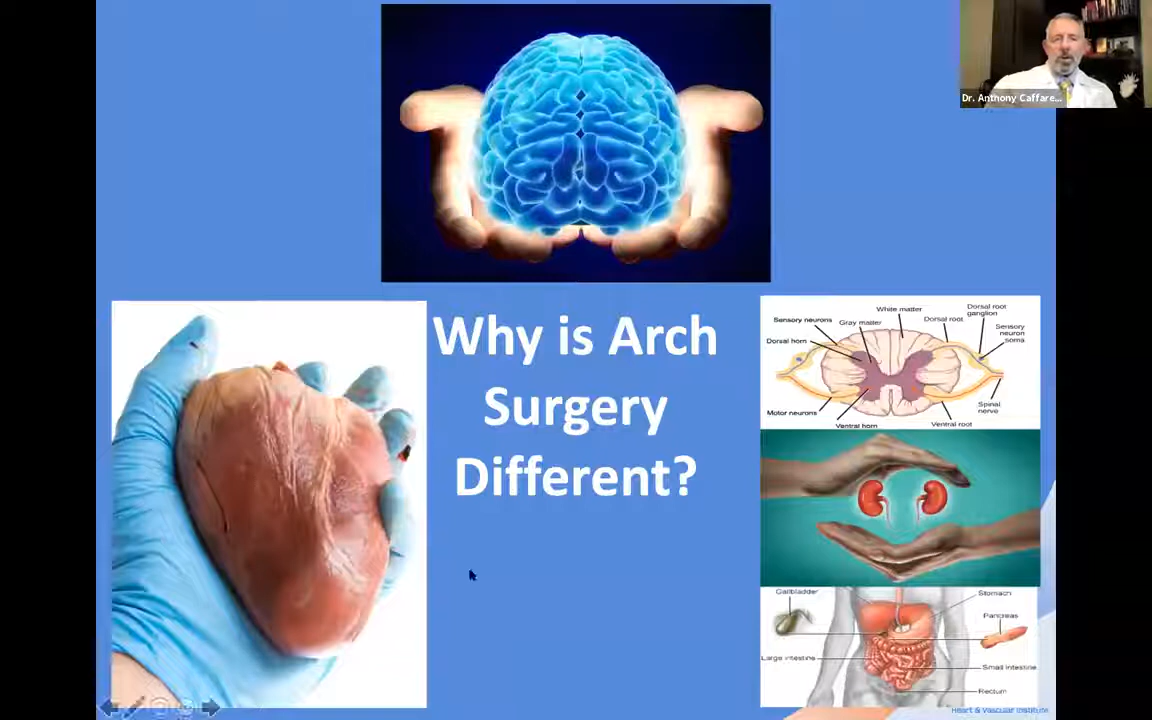 Dr. Anthony Caffare...
Why is Arch
Surgery
Different?
White matter
Dorsal root
ganglion
Sensory neurons
Gray matter
Dorsal root
Sensory
neuron
soma
Dorsal horn
Motor neurons
Spinal
nerve
Ventral horn
Ventral root
Gallbladder
Stomach
Pancreas
Large intestine
Small intestine
Rectum
Heart & Vascular Institute